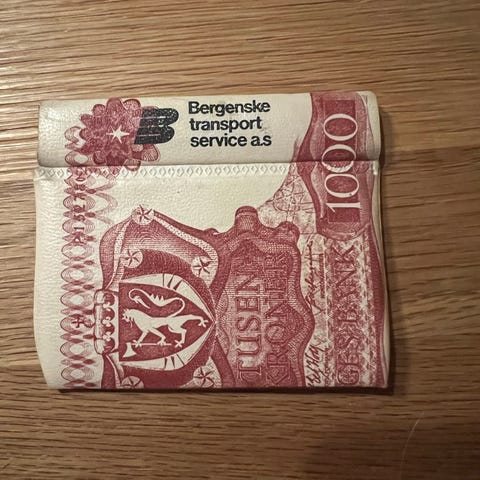 Bergenske
transport
service a.s
1000
TUSEN
KRONER
GES BANK